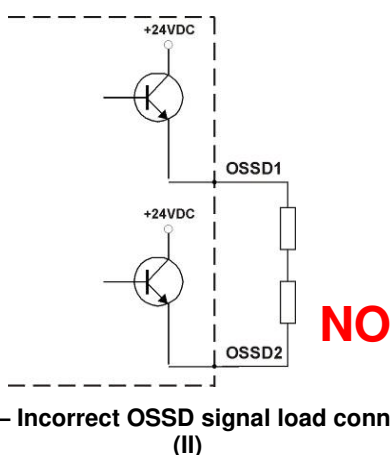 +24VDC
OSSD1
+24VDC
NO
OSSD2
– Incorrect OSSD signal load conn
(II)